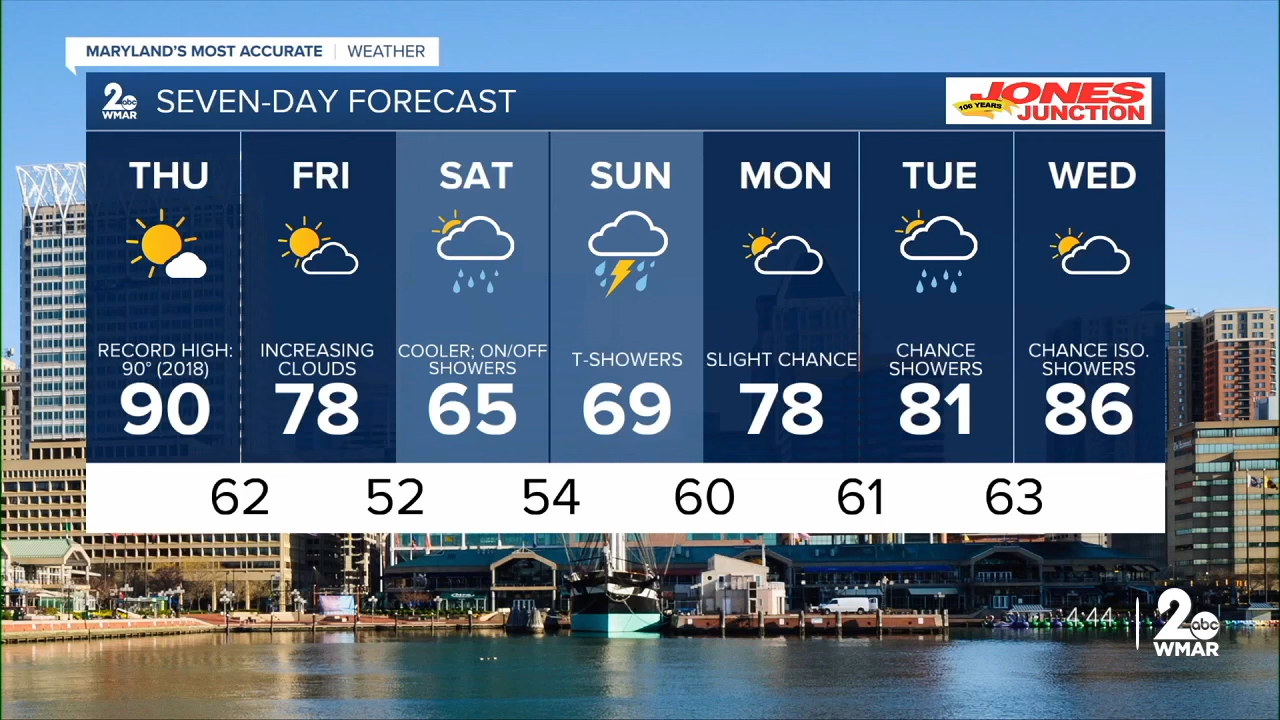 MARYLAND'S MOST ACCURATE | WEATHER
2 abc
WMAR
SEVEN-DAY FORECAST
JONES
106 YEARS
JUNCTION
THU
FRI
SAT
SUN
MON
TUE
WED
RECORD HIGH:
90° (2018)
INCREASING
CLOUDS
COOLER; ON/OFF
SHOWERS
T-SHOWERS
SLIGHT CHANCE
CHANCE
SHOWERS
CHANCE ISO.
SHOWERS
90
78
65
69
78
81
86
62
52
54
60
61
63
4:44
2 abc
WMAR